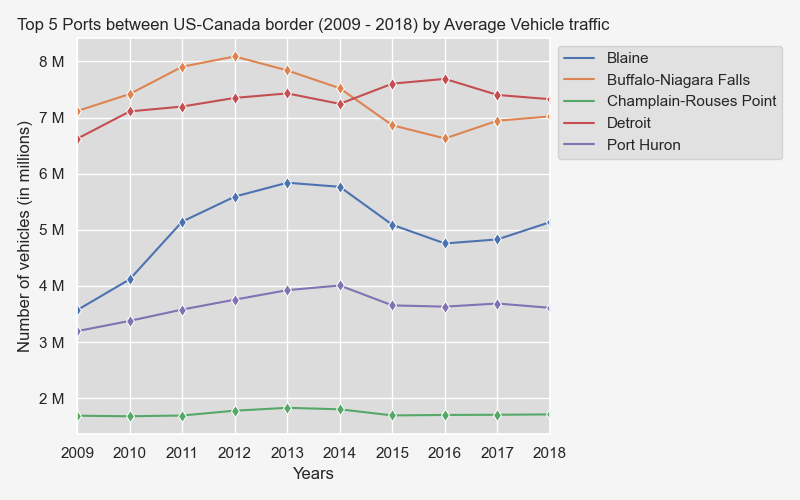 Top 5 Ports between US-Canada border (2009 - 2018) by Average Vehicle traffic
Blaine
Buffalo-Niagara Falls
Champlain-Rouses Point
Detroit
Port Huron
Number of vehicles (in millions)
8 M
7 M
6 M
5 M
4 M
3 M
2 M
2009 2010 2011 2012 2013 2014 2015 2016 2017 2018
Years